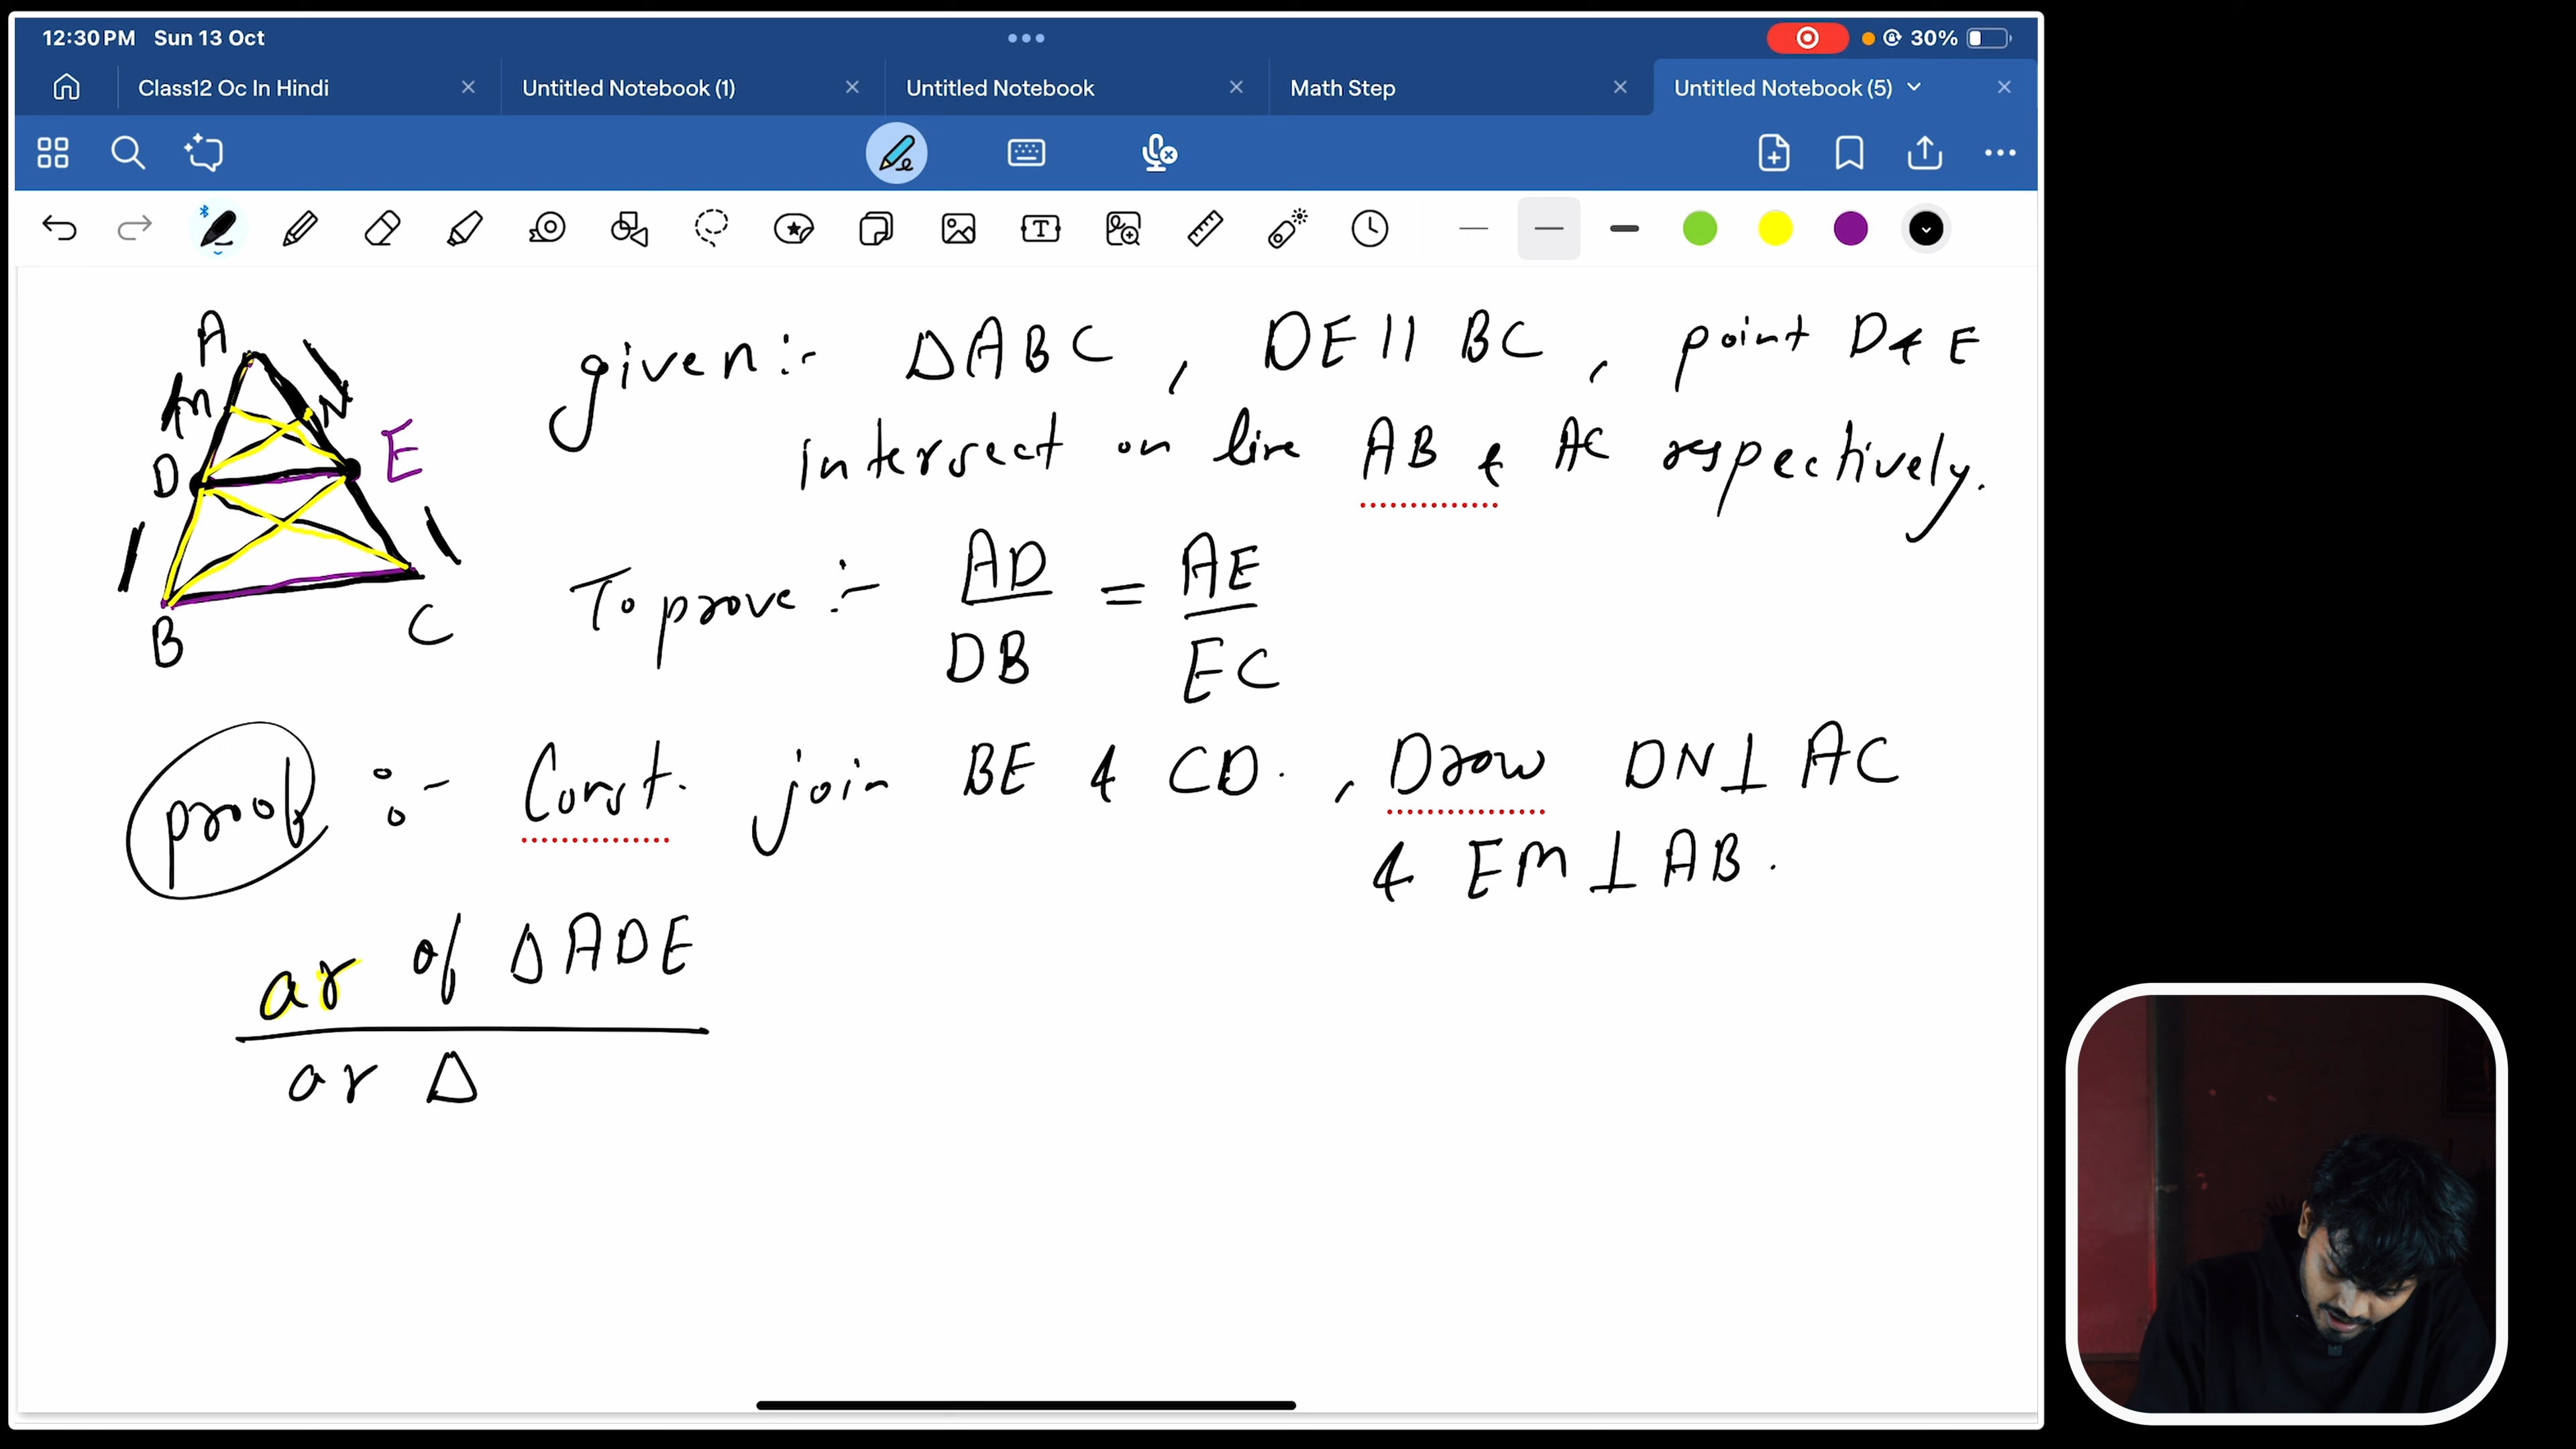 12:30 PM Sun 13 Oct
30%
Class12 Oc In Hindi
Untitled Notebook (1)
Untitled Notebook
Math Step
Untitled Notebook (5)
A
M
N
D
E
B
C
given :- ΔABC , DE || BC , point D & E
intersect on line AB & AC respectively.
To prove :- AD/DB = AE/EC
proof :- Const. join BE & CD. , Draw DN ⊥ AC
& EM ⊥ AB.
ar of ΔADE
ar Δ